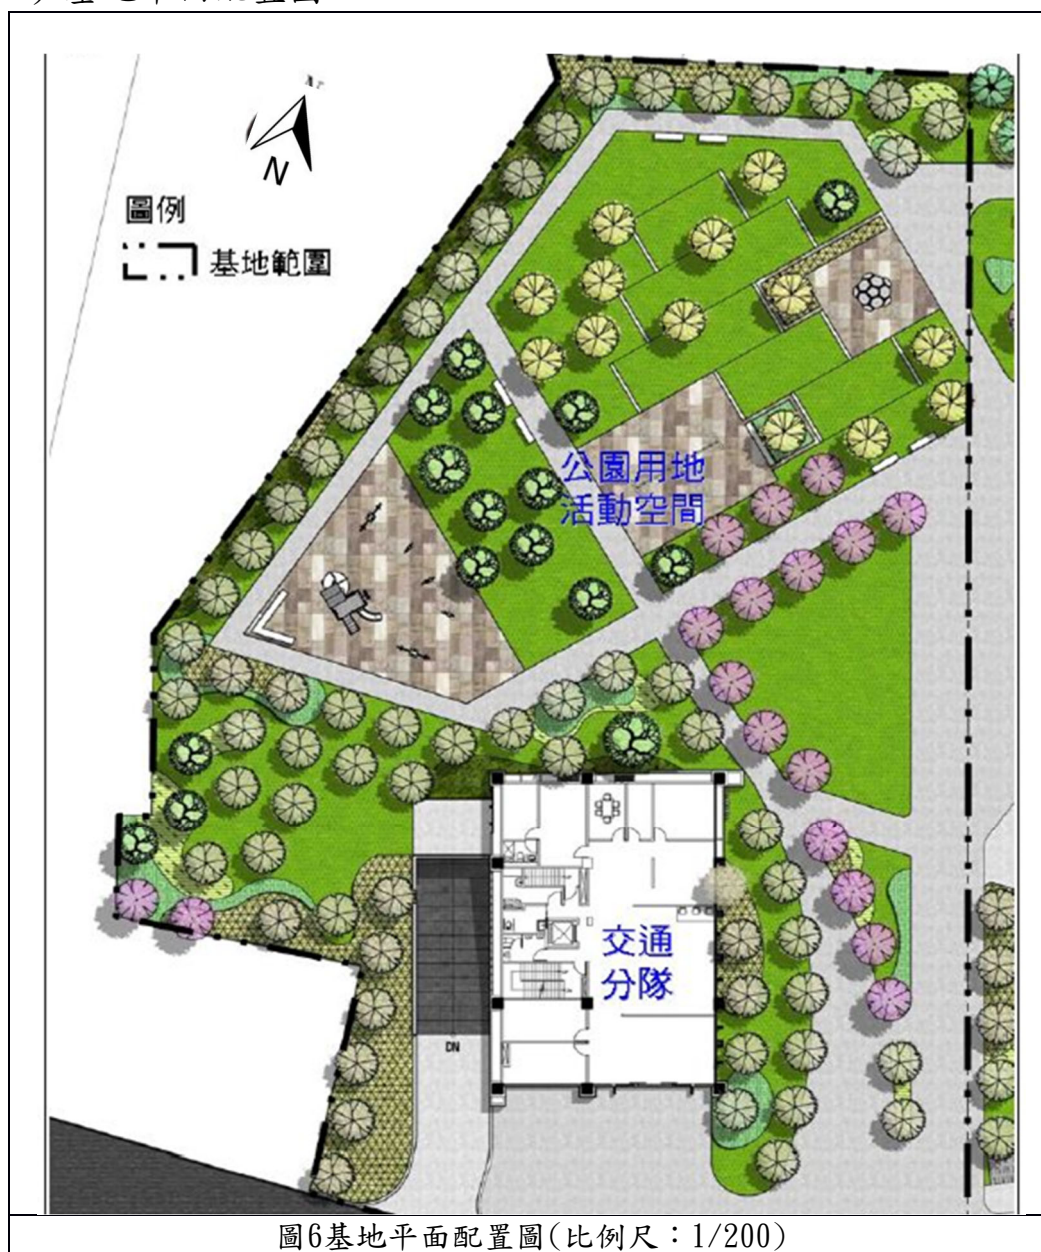 N
圖例
基地範圍
公園用地
活動空間
交通
分隊
DN
圖6基地平面配置圖(比例尺：1/200)